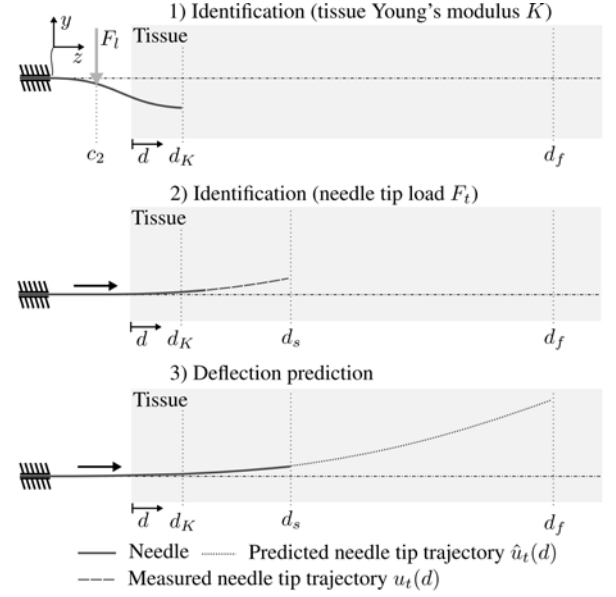 1) Identification (tissue Young's modulus K)
y
F_l
Tissue
z
c_2
d
d_K
d_f
2) Identification (needle tip load F_t)
Tissue
d
d_K
d_s
d_f
3) Deflection prediction
Tissue
d
d_K
d_s
d_f
Needle
Predicted needle tip trajectory û_t(d)
Measured needle tip trajectory u_t(d)